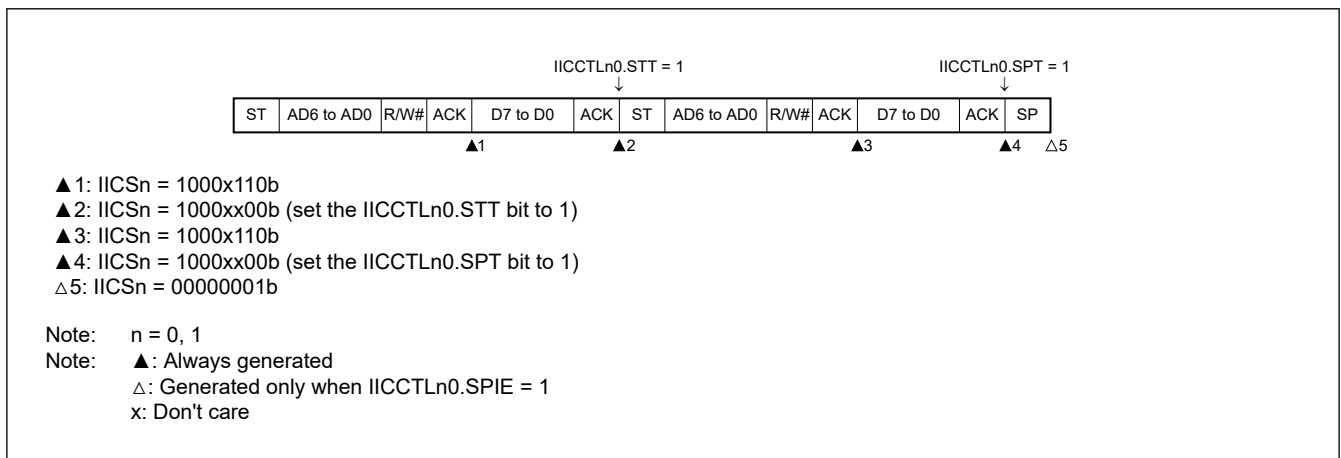 IICCTLn0.STT = 1 IICCTLn0.SPT = 1
↓ ↓
ST AD6 to AD0 R/W# ACK D7 to D0 ACK ST AD6 to AD0 R/W# ACK D7 to D0 ACK SP
▲1 ▲2 ▲3 ▲4 △5
▲1: IICSn = 1000x110b
▲2: IICSn = 1000xx00b (set the IICCTLn0.STT bit to 1)
▲3: IICSn = 1000x110b
▲4: IICSn = 1000xx00b (set the IICCTLn0.SPT bit to 1)
△5: IICSn = 00000001b
Note: n = 0, 1
Note: ▲: Always generated
△: Generated only when IICCTLn0.SPIE = 1
x: Don't care